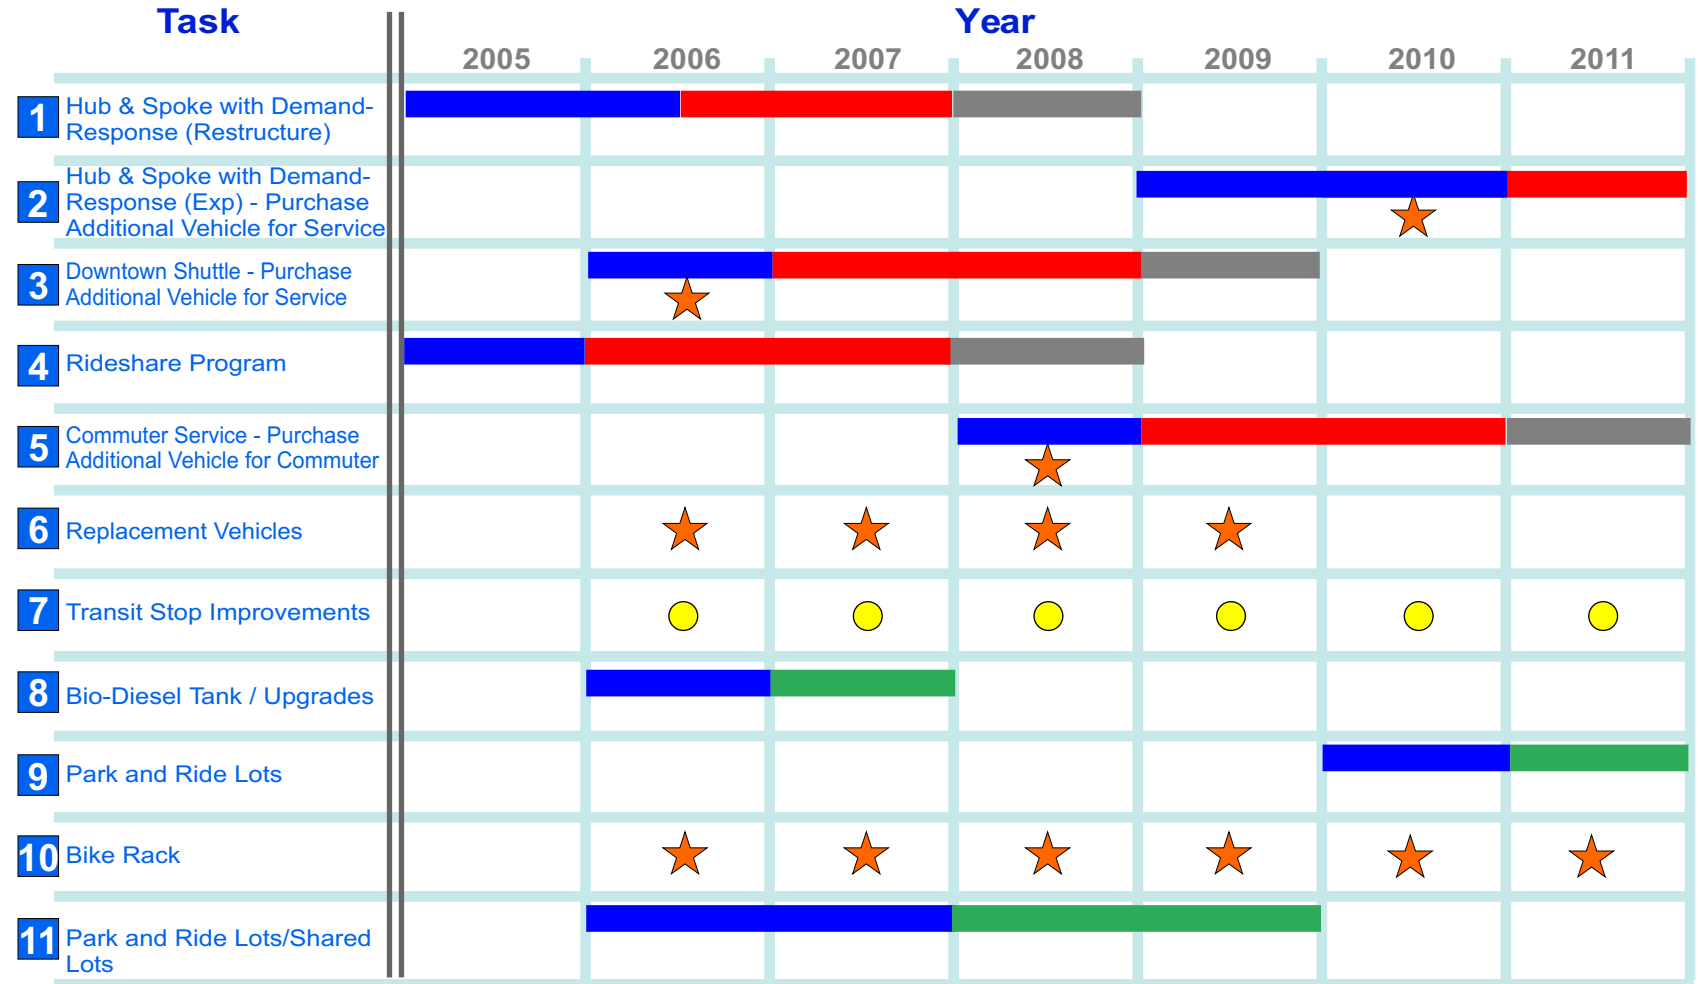 Task
Year
2005 2006 2007 2008 2009 2010 2011
1
Hub & Spoke with Demand-
Response (Restructure)
2
Hub & Spoke with Demand-
Response (Exp) - Purchase
Additional Vehicle for Service
3
Downtown Shuttle - Purchase
Additional Vehicle for Service
4
Rideshare Program
5
Commuter Service - Purchase
Additional Vehicle for Commuter
6
Replacement Vehicles
7
Transit Stop Improvements
8
Bio-Diesel Tank / Upgrades
9
Park and Ride Lots
10
Bike Rack
11
Park and Ride Lots/Shared
Lots